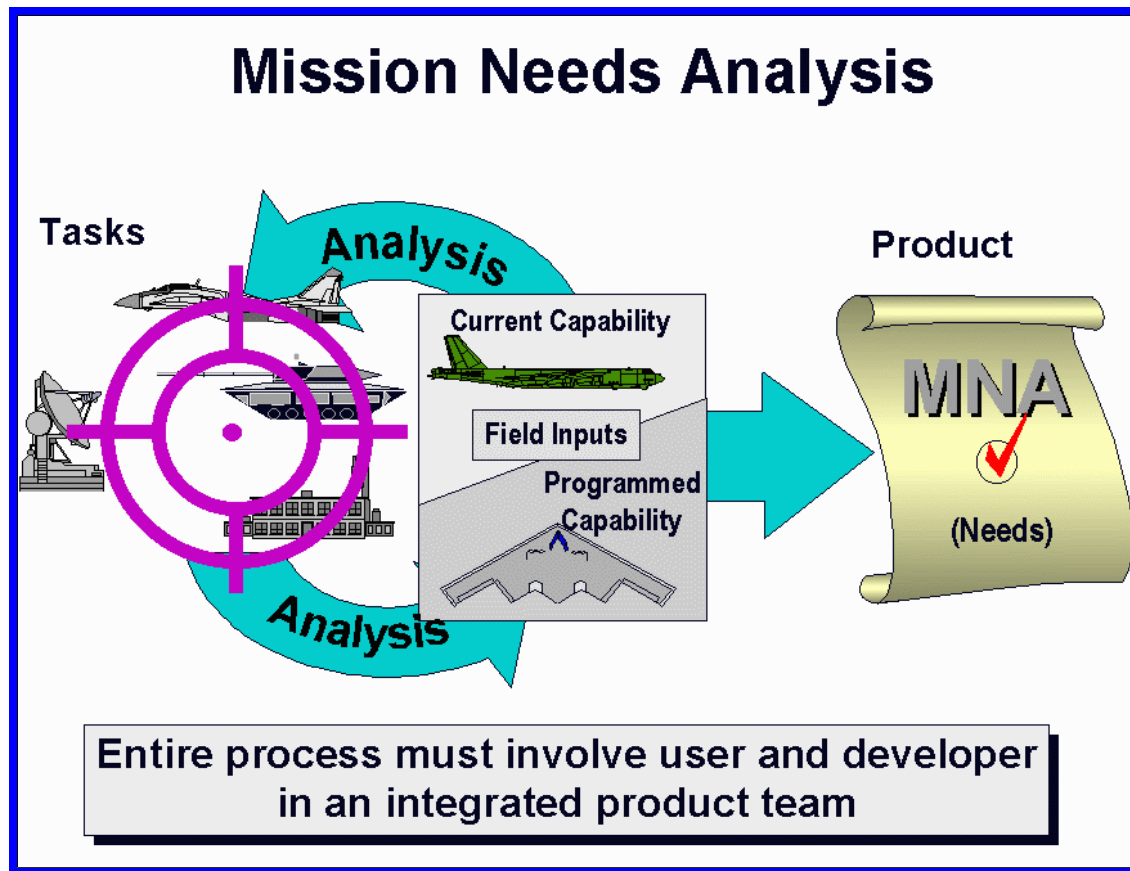 Mission Needs Analysis
Tasks
Analysis
Product
Current Capability
Field Inputs
Programmed
Capability
Analysis
MNA
(Needs)
Entire process must involve user and developer
in an integrated product team